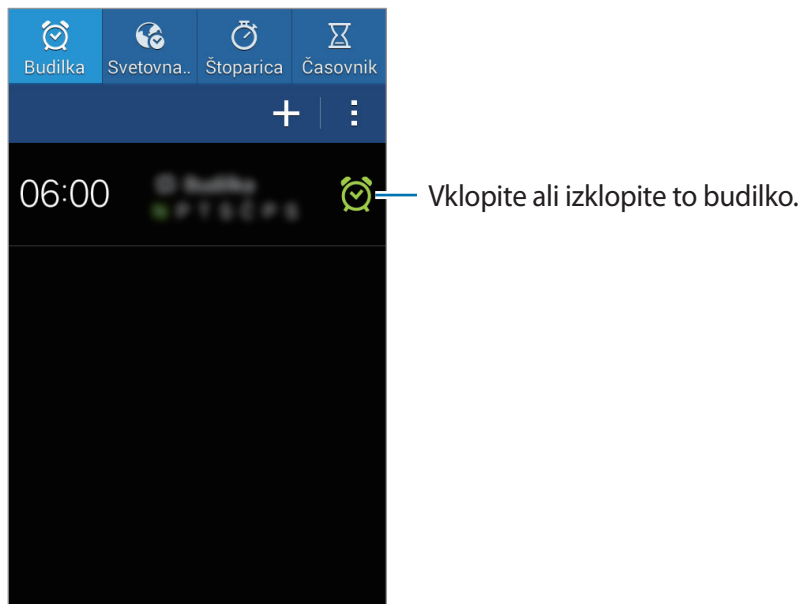 Budilka
Svetovna..
Štoparica
Časovnik
06:00
Vklopite ali izklopite to budilko.